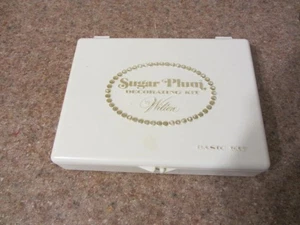 Sugar Plum
DECORATING KIT
Wilton
BASIC KIT